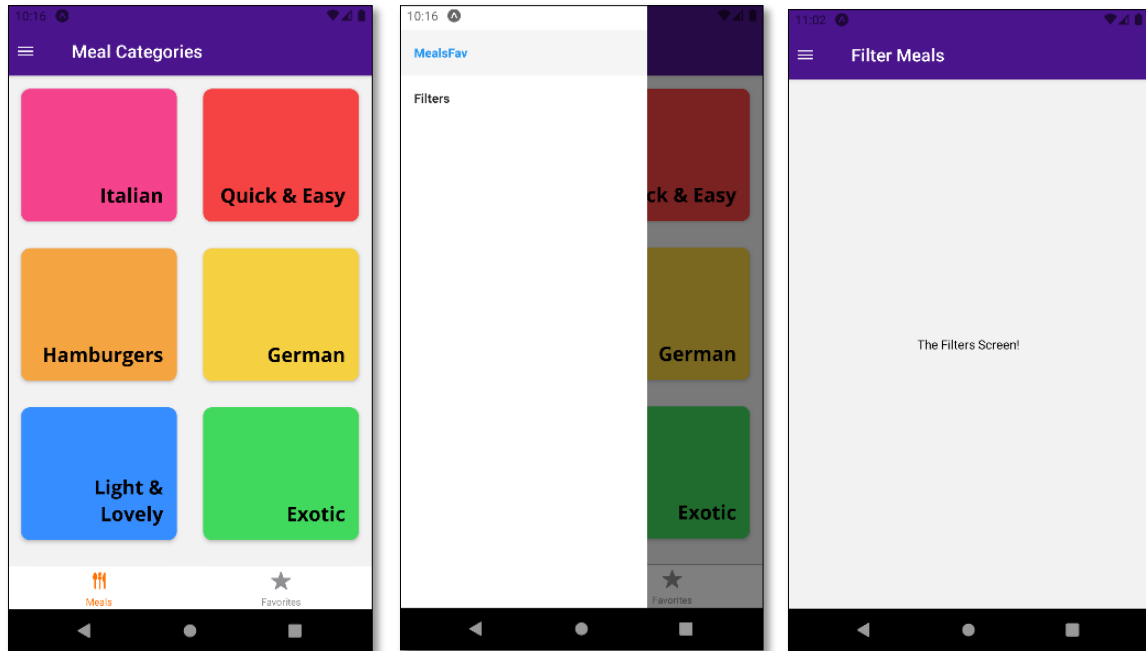 10:16
Meal Categories
Italian
Quick & Easy
Hamburgers
German
Light &
Lovely
Exotic
Meals
Favorites
10:16
MealsFav
Filters
ck & Easy
German
Exotic
Favorites
11:02
Filter Meals
The Filters Screen!